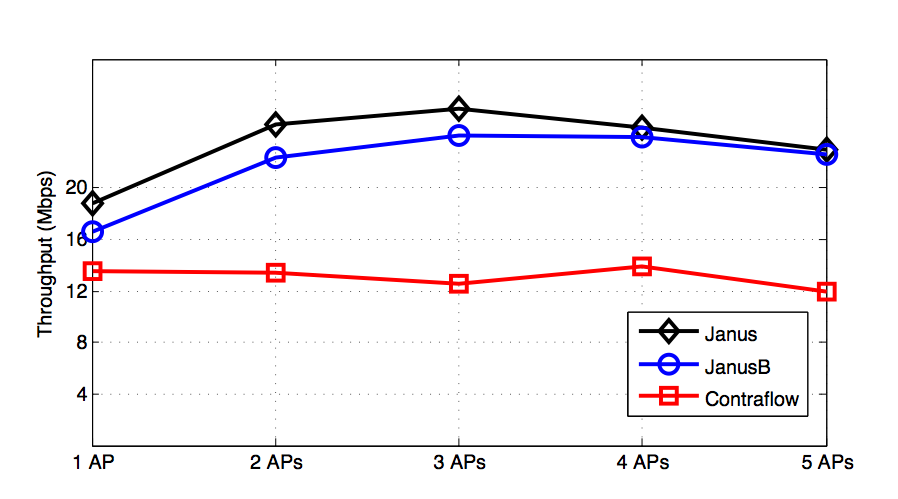 Throughput (Mbps)
20
16
12
8
4
1 AP 2 APs 3 APs 4 APs 5 APs
Janus
JanusB
Contraflow